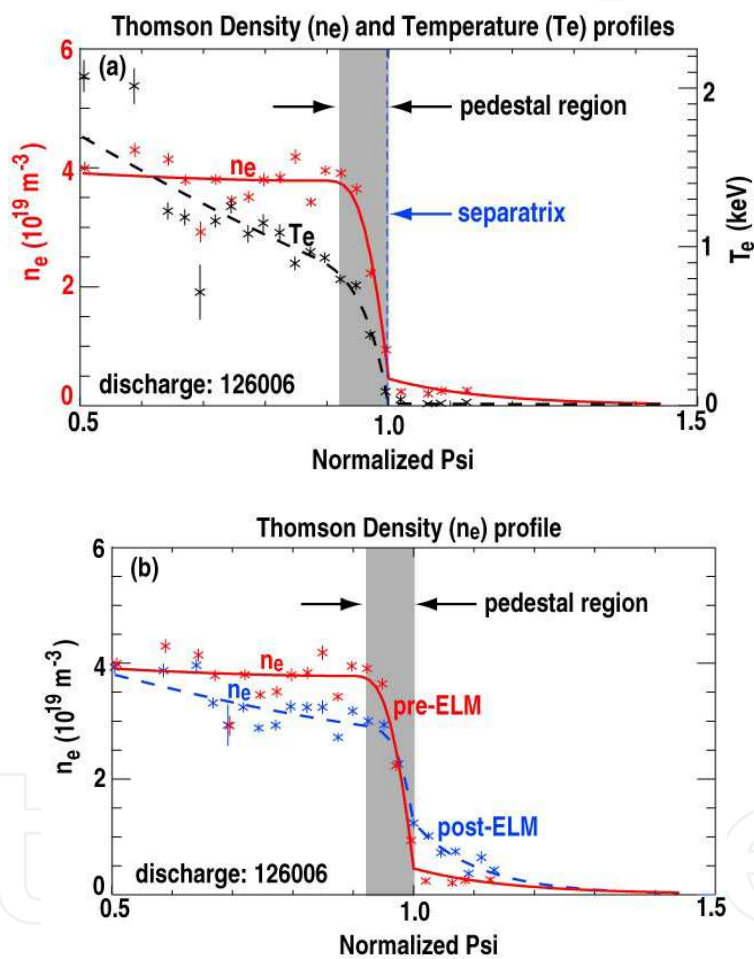 Thomson Density (ne) and Temperature (Te) profiles
6
(a)
pedestal region
2
ne
4
separatrix
Te
ne (10^19 m^-3)
1
Te (keV)
2
discharge: 126006
0
0
0.5
1.0
1.5
Normalized Psi
Thomson Density (ne) profile
6
(b)
pedestal region
ne
4
ne
pre-ELM
ne (10^19 m^-3)
2
post-ELM
discharge: 126006
0
0.5
1.0
1.5
Normalized Psi